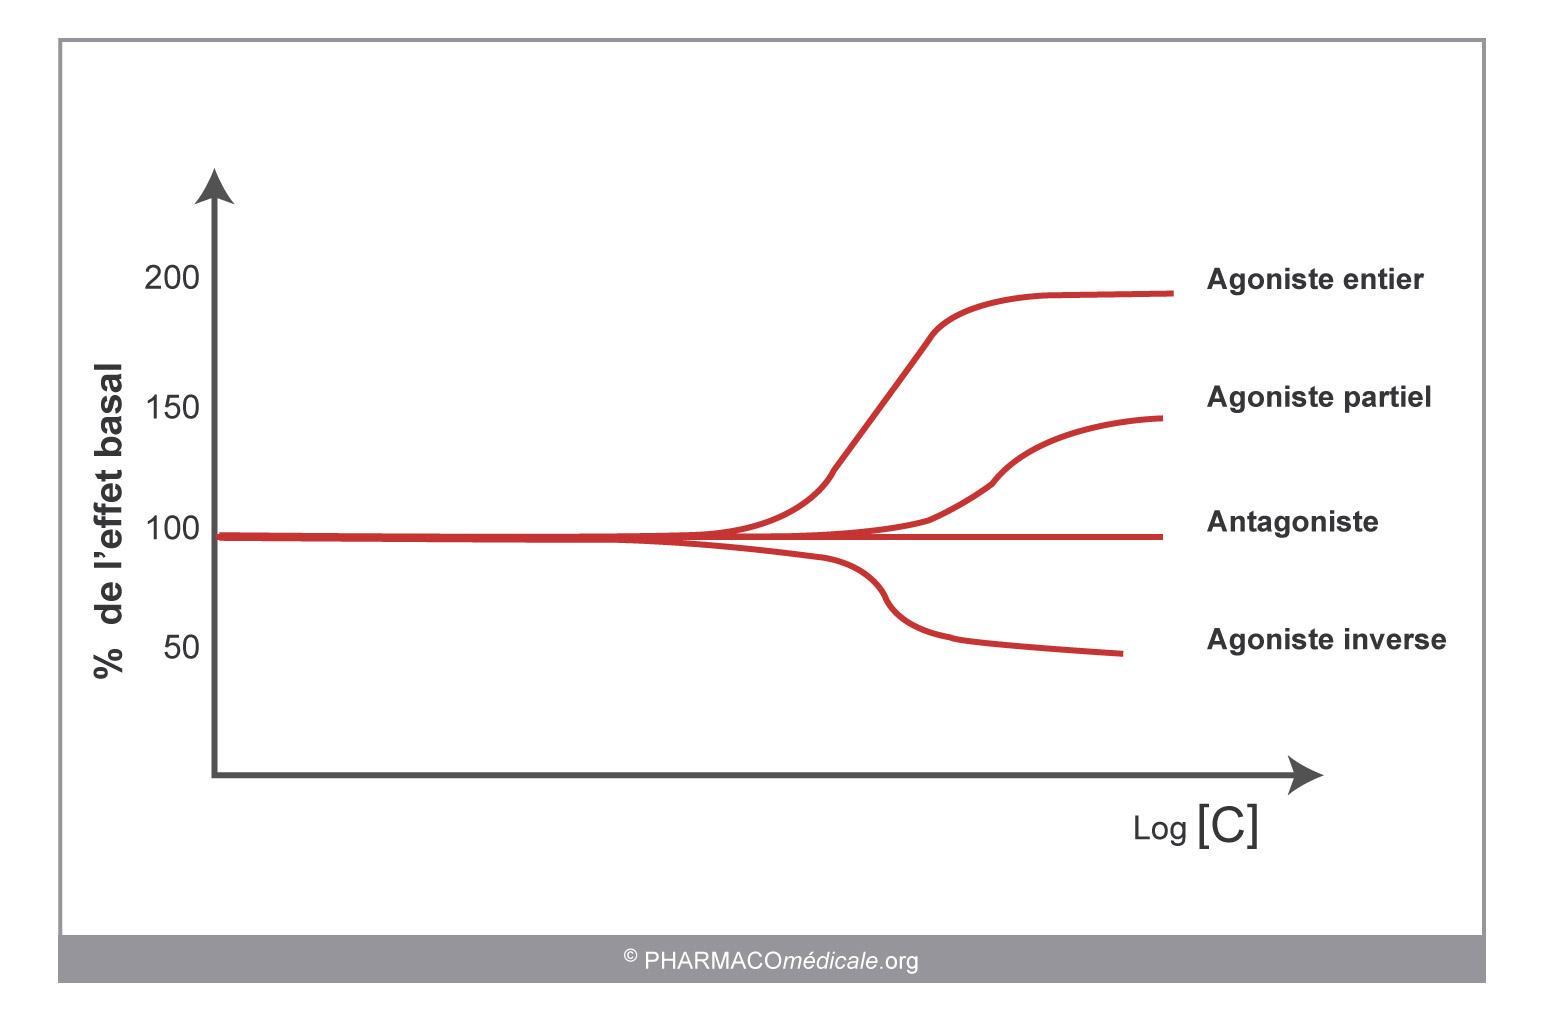 200
Agoniste entier
150
Agoniste partiel
% de l'effet basal
100
Antagoniste
50
Agoniste inverse
Log [C]
© PHARMACOmédicale.org